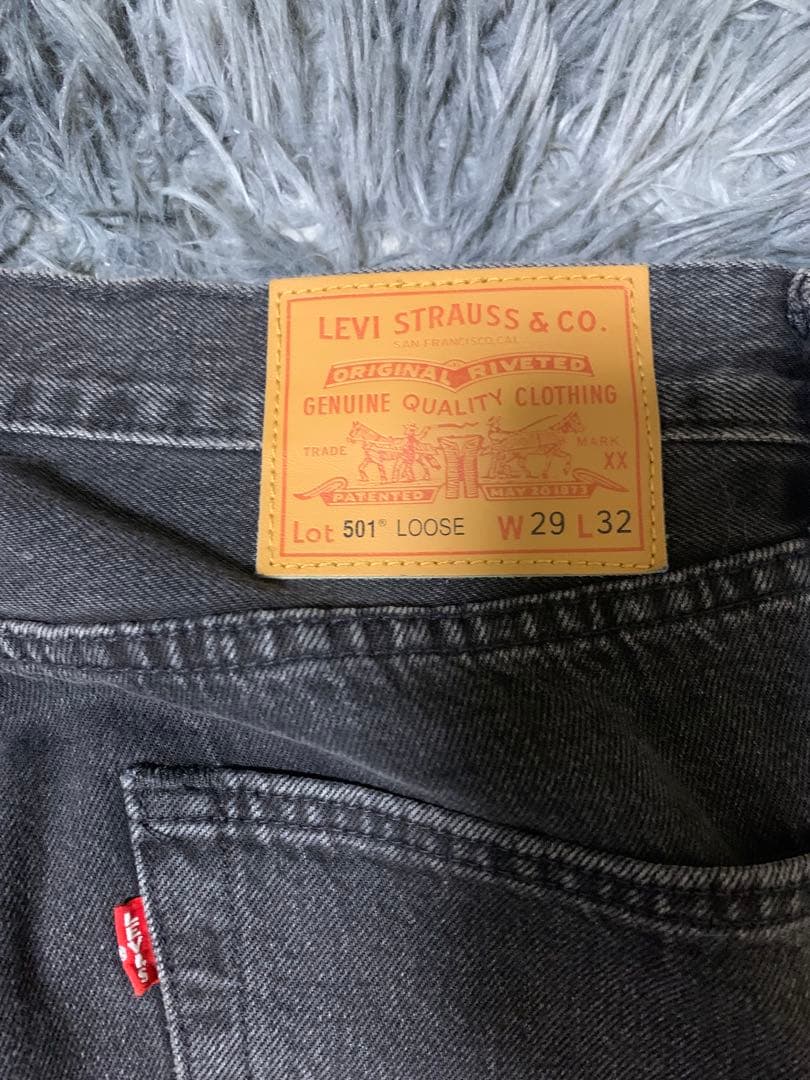 LEVI STRAUSS & CO.
SAN FRANCISCO, CAL.
ORIGINAL RIVETED
GENUINE QUALITY CLOTHING
TRADE MARK
XX
PATENTED MAY 20 1873
Lot 501® LOOSE W 29 L 32
LEVI'S
®